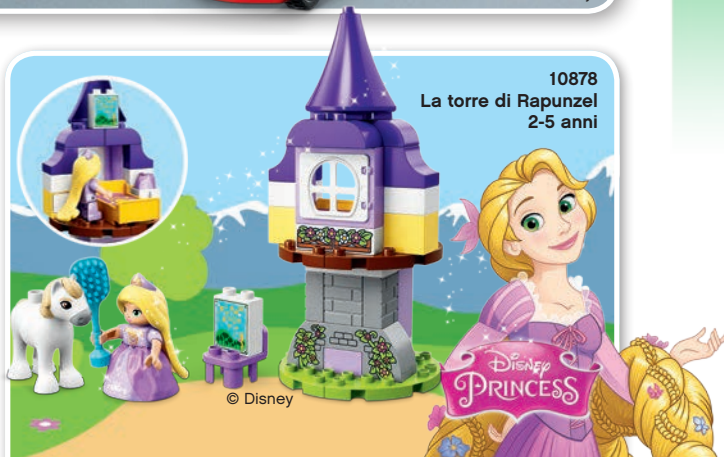 10878
La torre di Rapunzel
2-5 anni
© Disney
Disney
PRINCESS